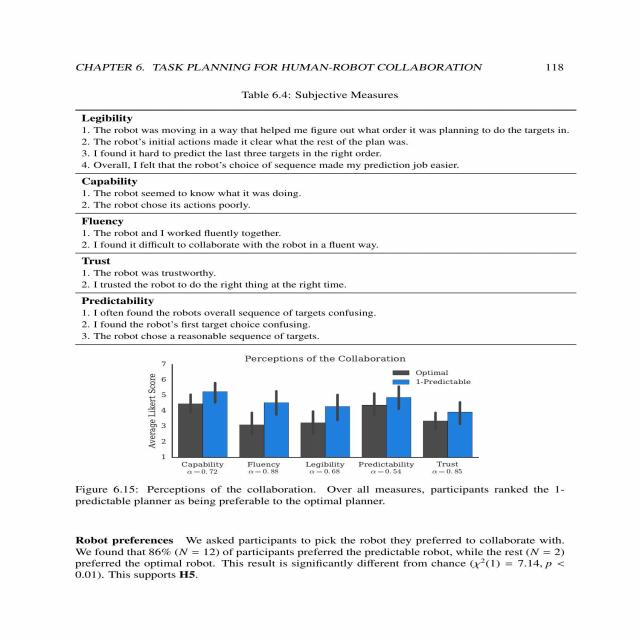 CHAPTER 6. TASK PLANNING FOR HUMAN-ROBOT COLLABORATION 118
Table 6.4: Subjective Measures
Legibility
1. The robot was moving in a way that helped me figure out what order it was planning to do the targets in.
2. The robot's initial actions made it clear what the rest of the plan was.
3. I found it hard to predict the last three targets in the right order.
4. Overall, I felt that the robot's choice of sequence made my prediction job easier.
Capability
1. The robot seemed to know what it was doing.
2. The robot chose its actions poorly.
Fluency
1. The robot and I worked fluently together.
2. I found it difficult to collaborate with the robot in a fluent way.
Trust
1. The robot was trustworthy.
2. I trusted the robot to do the right thing at the right time.
Predictability
1. I often found the robots overall sequence of targets confusing.
2. I found the robot's first target choice confusing.
3. The robot chose a reasonable sequence of targets.
Perceptions of the Collaboration
Optimal
1-Predictable
Average Likert Score
7
6
5
4
3
2
1
Capability Fluency Legibility Predictability Trust
α = 0.72 α = 0.88 α = 0.68 α = 0.54 α = 0.85
Figure 6.15: Perceptions of the collaboration. Over all measures, participants ranked the 1-
predictable planner as being preferable to the optimal planner.
Robot preferences We asked participants to pick the robot they preferred to collaborate with.
We found that 86% (N = 12) of participants preferred the predictable robot, while the rest (N = 2)
preferred the optimal robot. This result is significantly different from chance (χ²(1) = 7.14, p <
0.01). This supports H5.